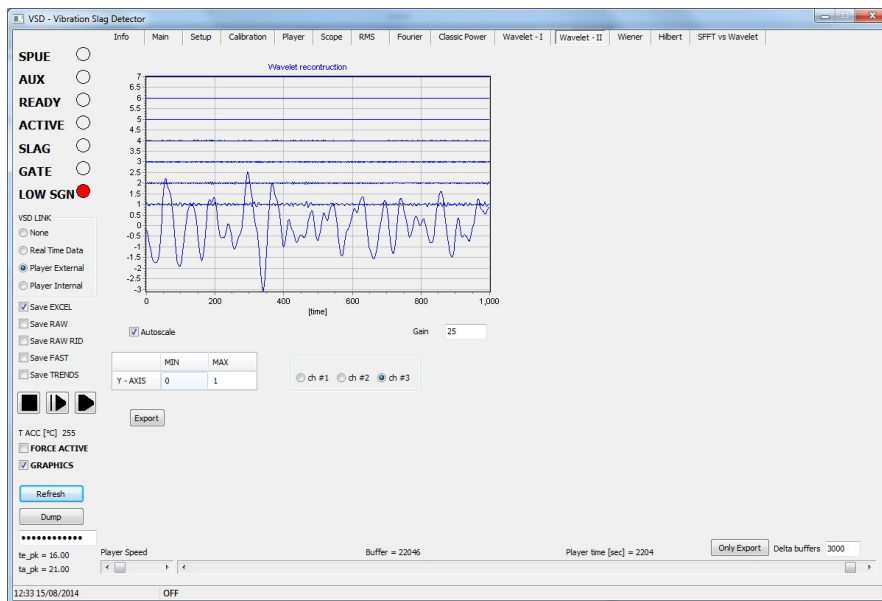 VSD - Vibration Slag Detector
Info Main Setup Calibration Player Scope RMS Fourier Classic Power Wavelet - I Wavelet - II Wiener Hilbert SFFT vs Wavelet
SPUE
AUX
READY
ACTIVE
SLAG
GATE
LOW SGN
VSD LINK
None
Real Time Data
Player External
Player Internal
Save EXCEL
Save RAW
Save RAW RID
Save FAST
Save TRENDS
T ACC [°C] 255
FORCE ACTIVE
GRAPHICS
Refresh
Dump
te_pk = 16.00
ta_pk = 21.00
Wavelet recontruction
7
6.5
6
5.5
5
4.5
4
3.5
3
2.5
2
1.5
1
0.5
0
-0.5
-1
-1.5
-2
-2.5
-3
0 200 400 600 800 1,000
[time]
Autoscale Gain 25
MIN MAX
Y - AXIS 0 1
ch #1 ch #2 ch #3
Export
Player Speed Buffer = 22046 Player time [sec] = 2204 Only Export Delta buffers 3000
12:33 15/08/2014 OFF